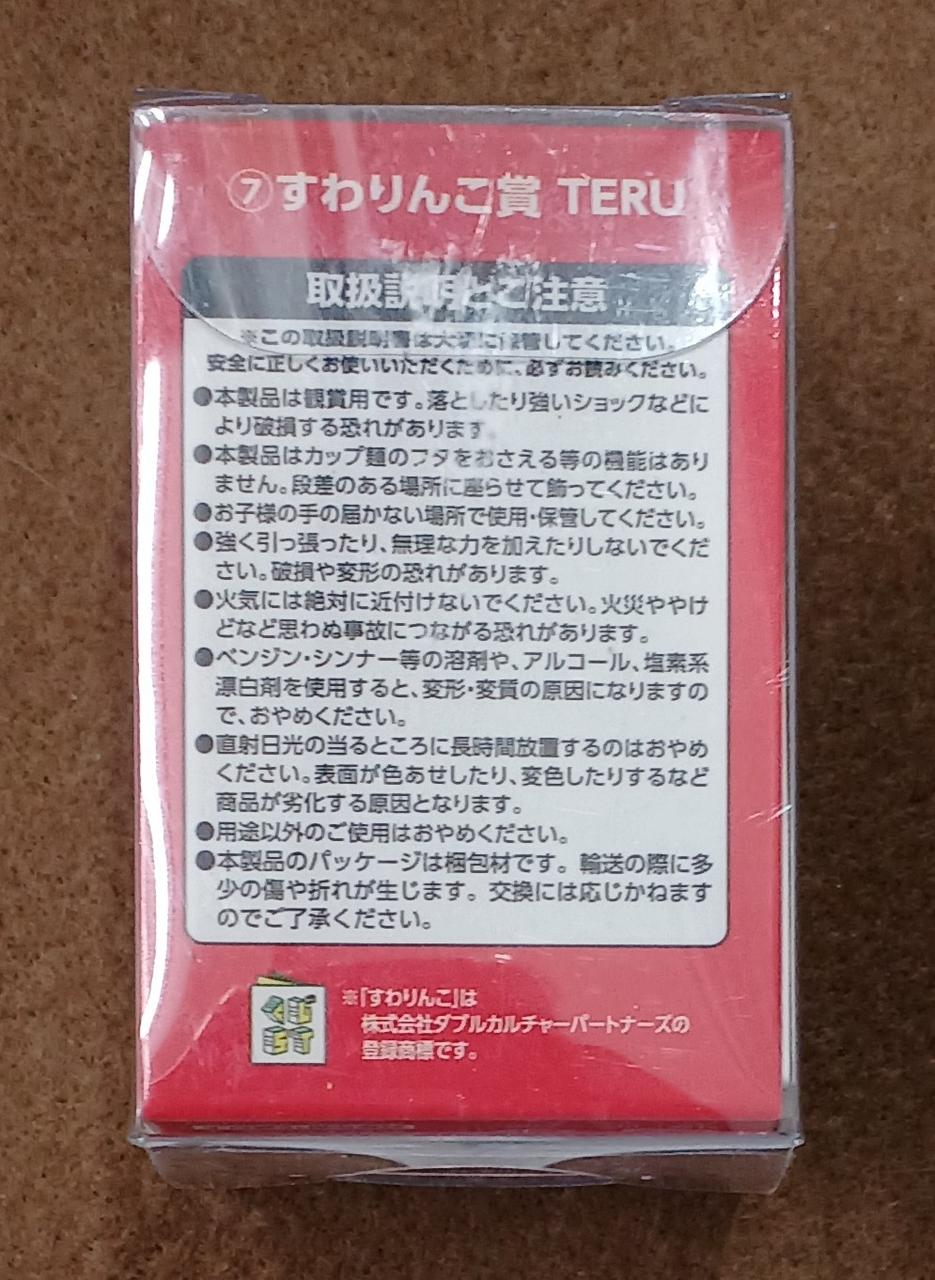 ⑦すわりんこ賞 TERU
取扱説明とご注意
※この取扱説明書は大切に保管してください。
安全に正しくお使いいただくために、必ずお読みください。
●本製品は観賞用です。落としたり強いショックなどに
より破損する恐れがあります。
●本製品はカップ麺のフタをおさえる等の機能はあり
ません。段差のある場所に座らせて飾ってください。
●お子様の手の届かない場所で使用・保管してください。
●強く引っ張ったり、無理な力を加えたりしないでくだ
さい。破損や変形の恐れがあります。
●火気には絶対に近付けないでください。火災ややけ
どなど思わぬ事故につながる恐れがあります。
●ベンジン・シンナー等の溶剤や、アルコール、塩素系
漂白剤を使用すると、変形・変質の原因になりますの
で、おやめください。
●直射日光の当るところに長時間放置するのはおやめ
ください。表面が色あせしたり、変色したりするなど
商品が劣化する原因となります。
●用途以外のご使用はおやめください。
●本製品のパッケージは梱包材です。輸送の際に多
少の傷や折れが生じます。交換には応じかねます
のでご了承ください。
※「すわりんこ」は
株式会社ダブルカルチャーパートナーズの
登録商標です。